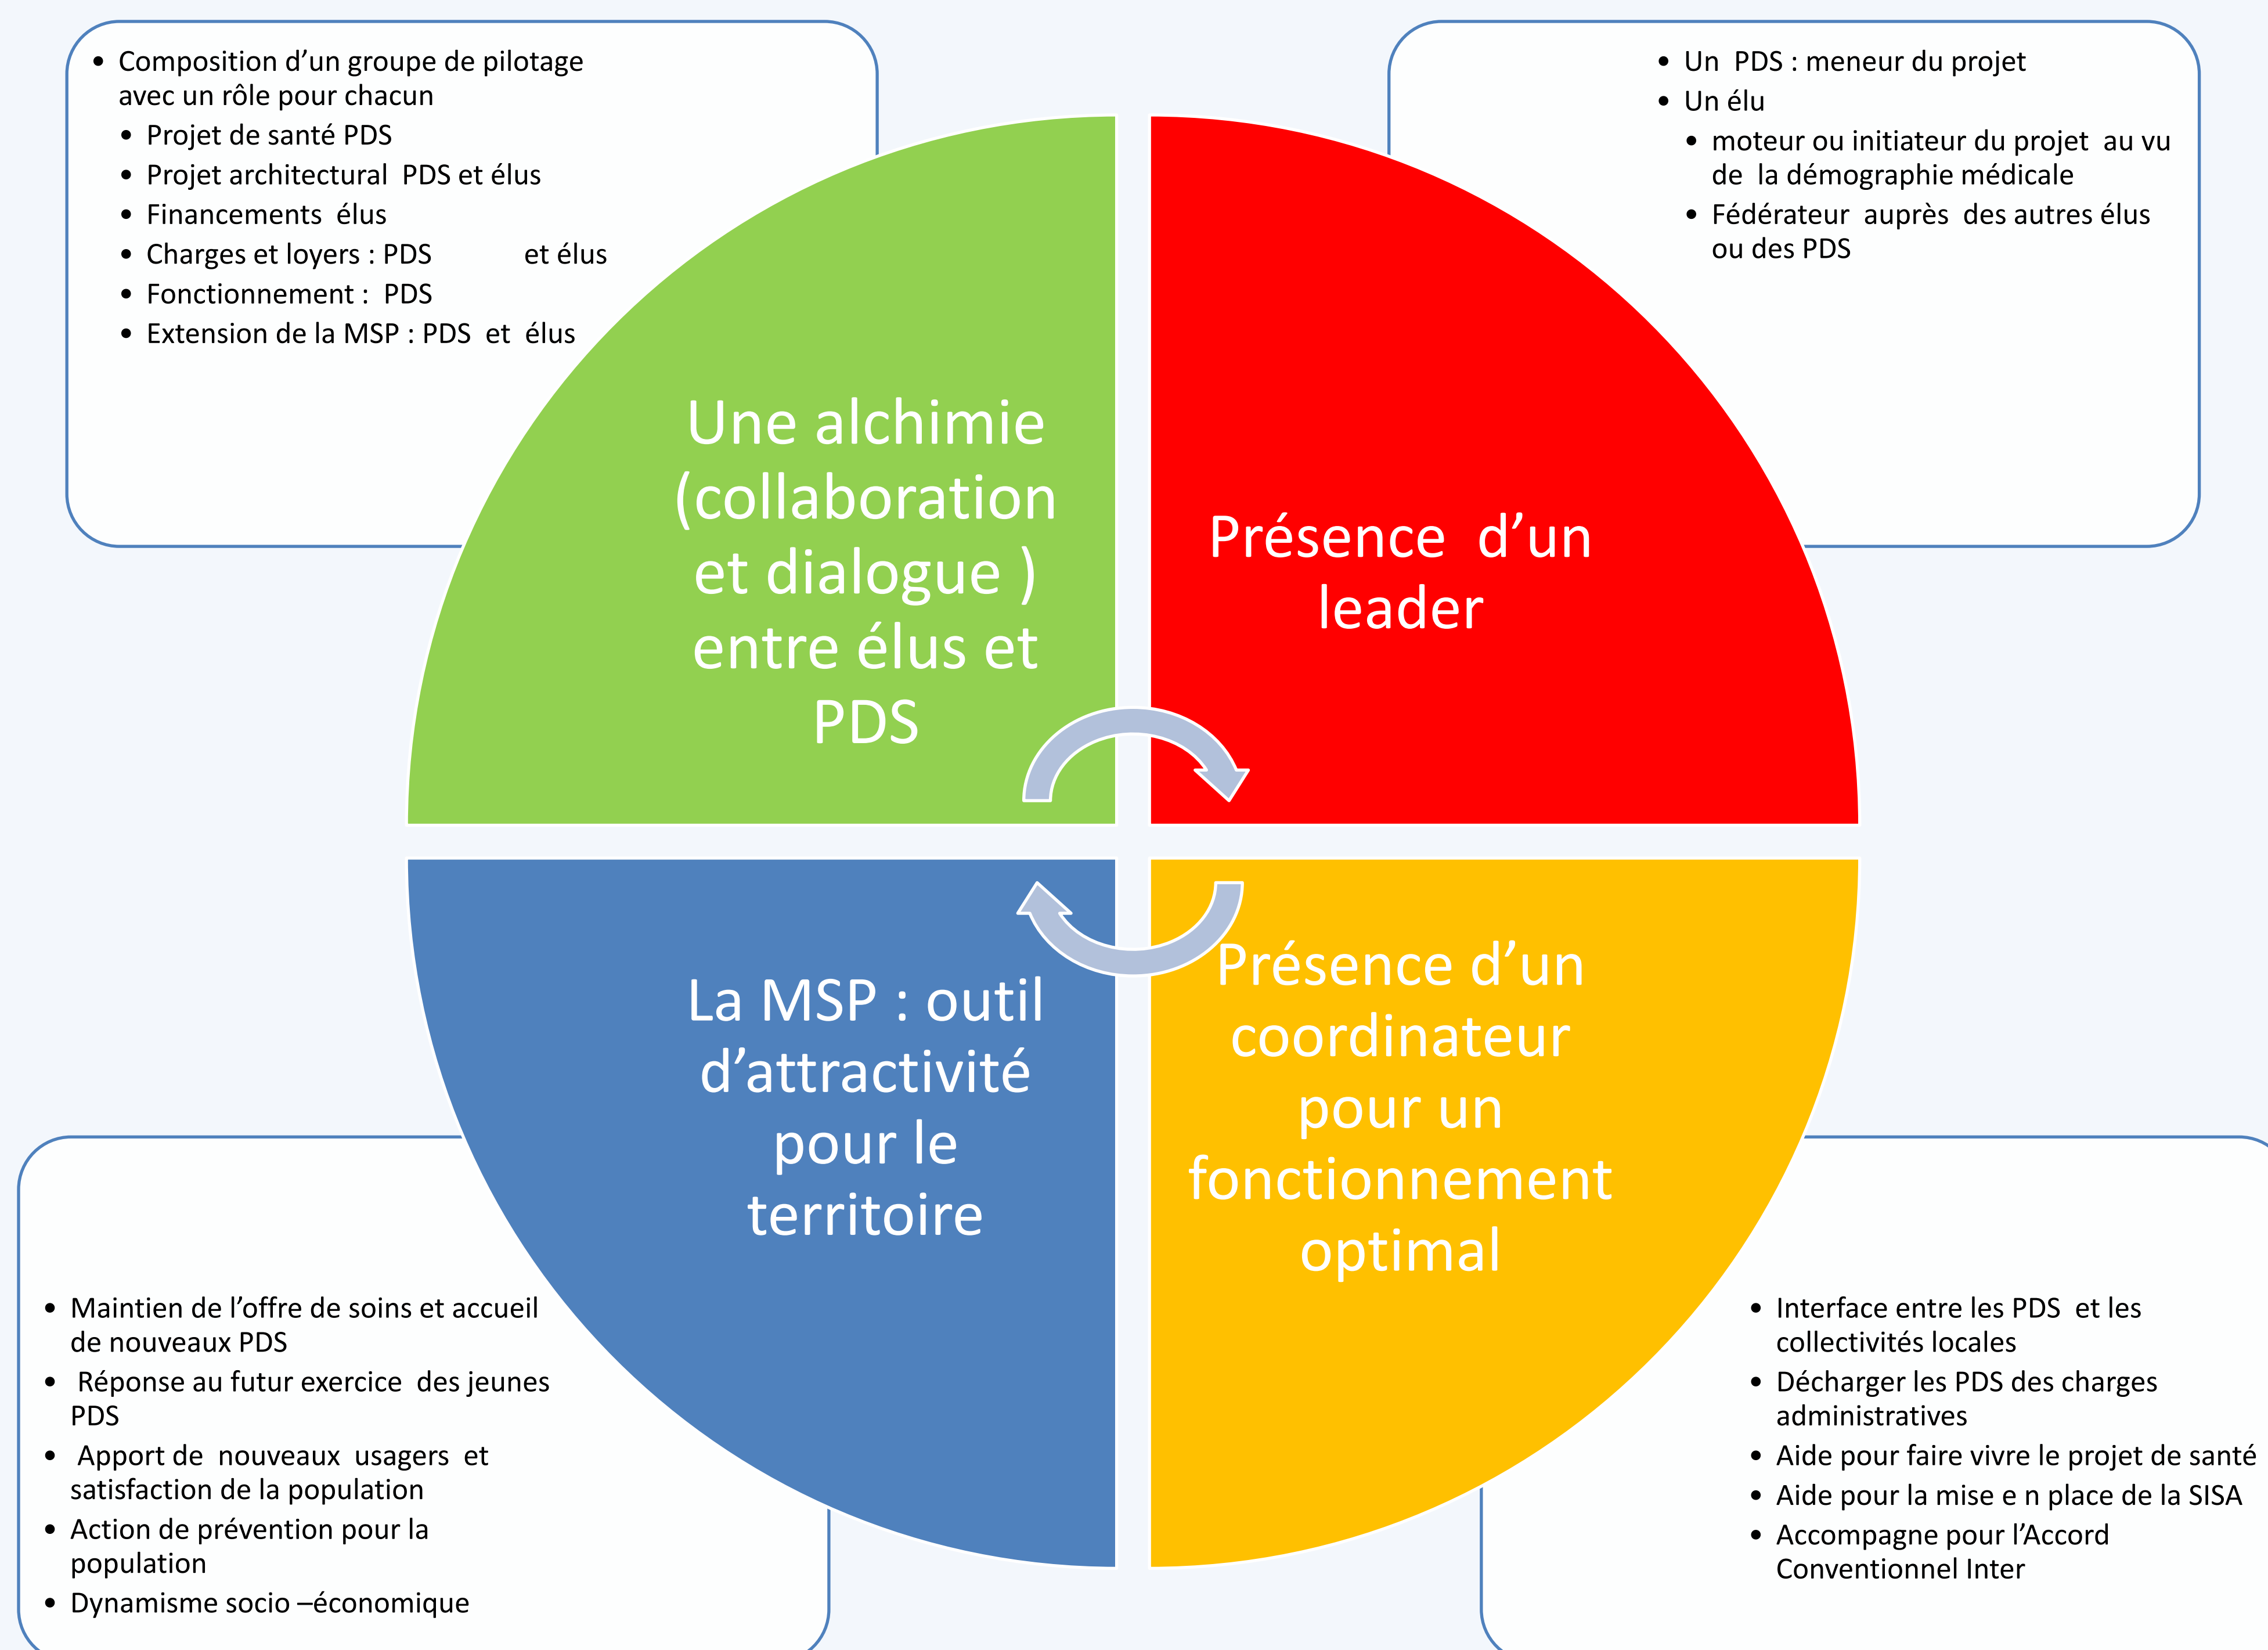 • Composition d’un groupe de pilotage
avec un rôle pour chacun
• Projet de santé PDS
• Projet architectural  PDS et élus
• Financements  élus
• Charges et loyers : PDS            et élus
• Fonctionnement :  PDS
• Extension de la MSP : PDS  et  élus
• Un  PDS : meneur du projet
• Un élu
• moteur ou initiateur du projet  au vu
de  la démographie médicale
• Fédérateur  auprès  des autres élus
ou des PDS
Une alchimie
(collaboration
et dialogue )
entre élus et
PDS
Présence  d’un
leader
La MSP : outil
d’attractivité
pour le
territoire
Présence d’un
coordinateur
pour un
fonctionnement
optimal
• Maintien de l’offre de soins et accueil
de nouveaux PDS
•  Réponse au futur exercice  des jeunes
PDS
•  Apport de  nouveaux  usagers  et
satisfaction de la population
• Action de prévention pour la
population
• Dynamisme socio –économique
• Interface entre les PDS  et les
collectivités locales
• Décharger les PDS des charges
administratives
• Aide pour faire vivre le projet de santé
• Aide pour la mise e n place de la SISA
• Accompagne pour l’Accord
Conventionnel Inter